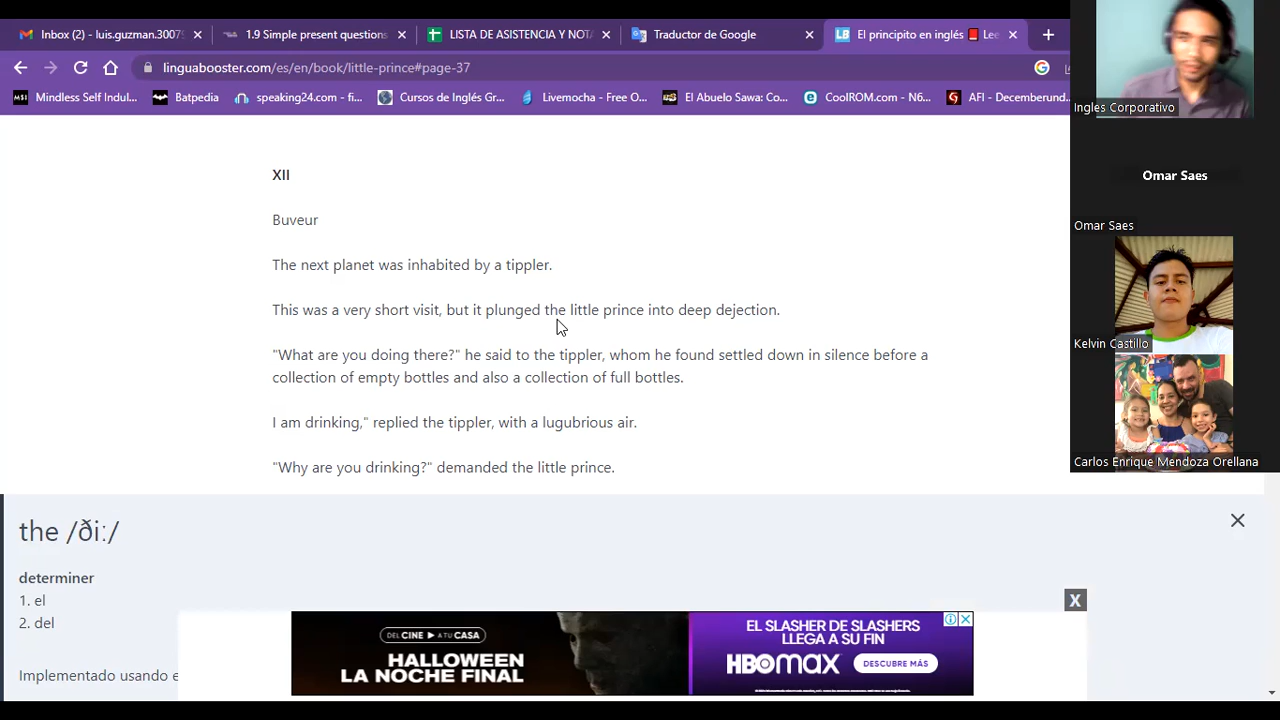 Inbox (2) - luis.guzman.30079
1.9 Simple present questions
LISTA DE ASISTENCIA Y NOTA
Traductor de Google
El principito en inglés 📕 Lee
linguabooster.com/es/en/book/little-prince#page-37
Mindless Self Indul...
Batpedia
speaking24.com - fi...
Cursos de Inglés Gr...
Livemocha - Free O...
El Abuelo Sawa: Co...
CoolROM.com - N6...
AFI - Decemberund...
XII
Buveur
The next planet was inhabited by a tippler.
This was a very short visit, but it plunged the little prince into deep dejection.
"What are you doing there?" he said to the tippler, whom he found settled down in silence before a
collection of empty bottles and also a collection of full bottles.
I am drinking," replied the tippler, with a lugubrious air.
"Why are you drinking?" demanded the little prince.
the /ðiː/
determiner
1. el
2. del
Implementado usando e
DEL CINE ▶ A TU CASA
HALLOWEEN
LA NOCHE FINAL
EL SLASHER DE SLASHERS
LLEGA A SU FIN
HBOMAX
DESCUBRE MÁS
X
Ingles Corporativo
Omar Saes
Omar Saes
Kelvin Castillo
Carlos Enrique Mendoza Orellana